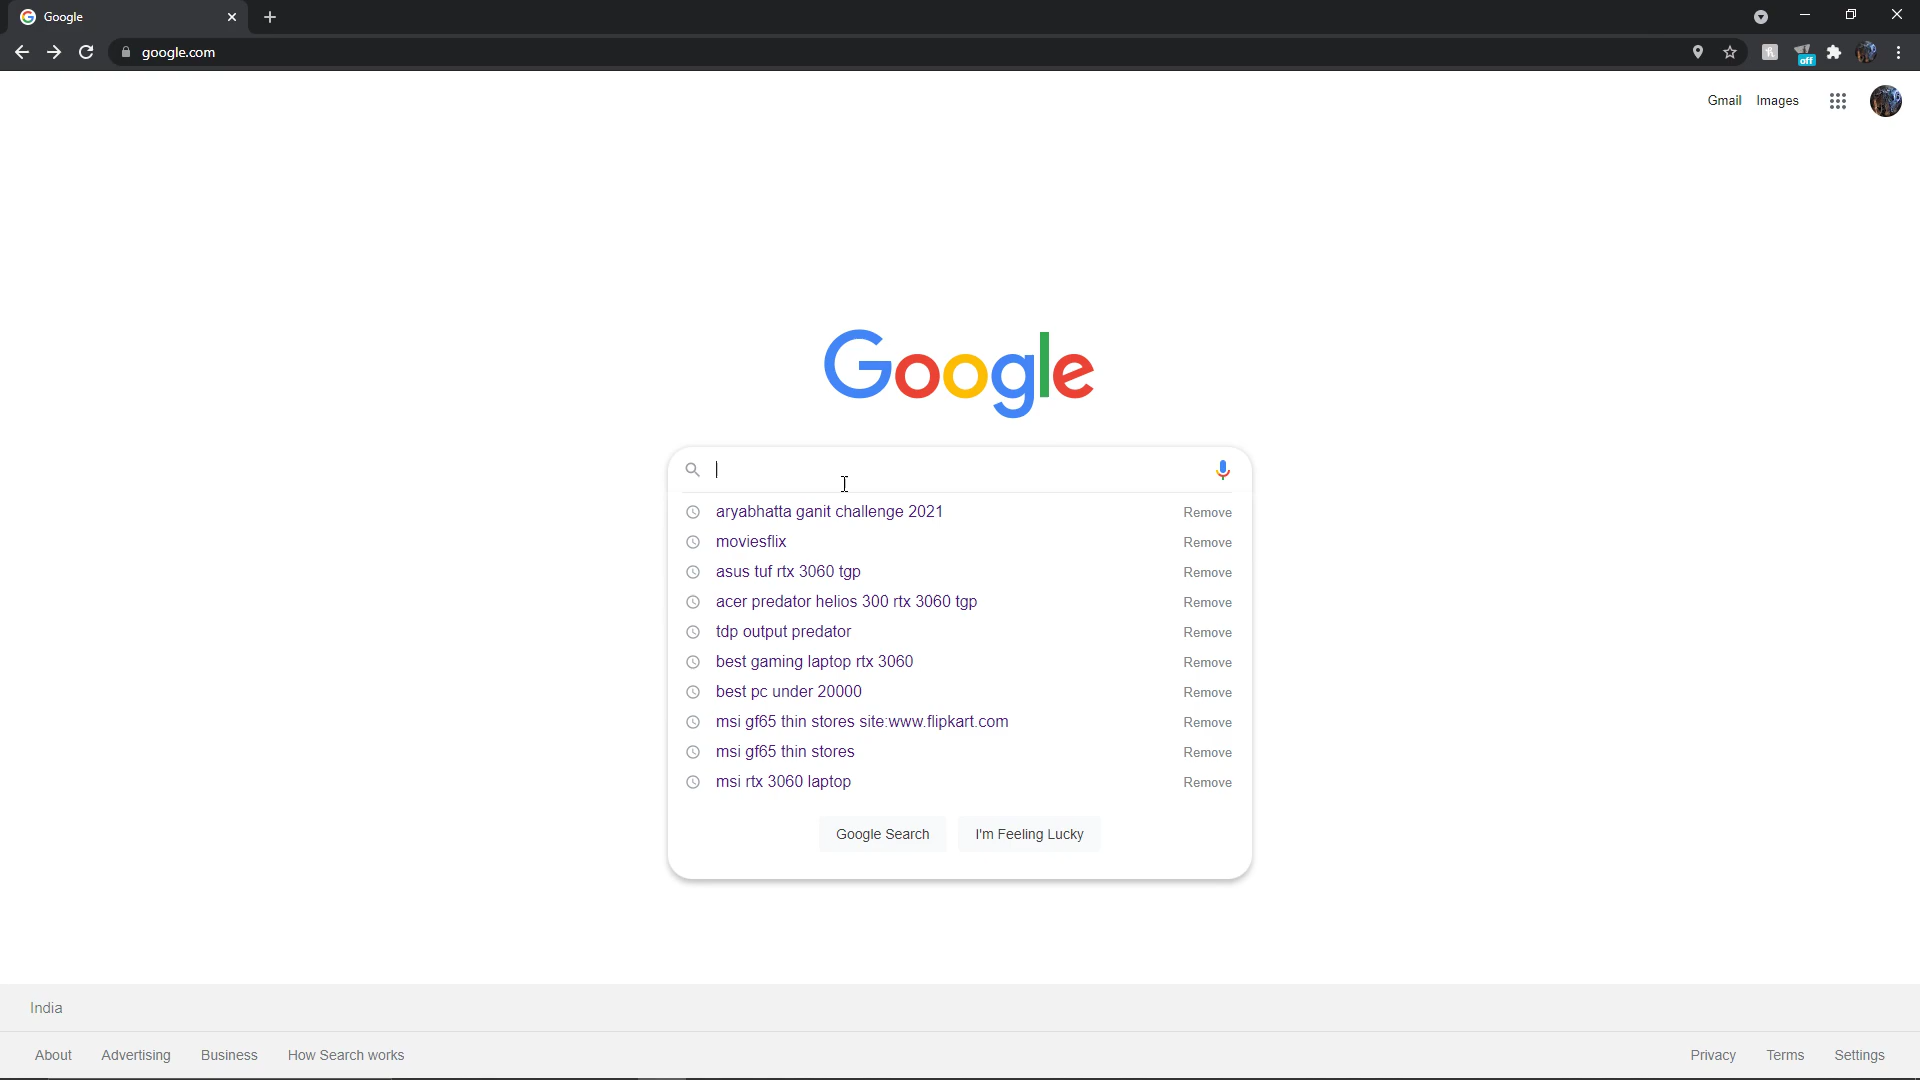 Google
google.com
off
Gmail Images
Google
aryabhatta ganit challenge 2021 Remove
moviesflix Remove
asus tuf rtx 3060 tgp Remove
acer predator helios 300 rtx 3060 tgp Remove
tdp output predator Remove
best gaming laptop rtx 3060 Remove
best pc under 20000 Remove
msi gf65 thin stores site:www.flipkart.com Remove
msi gf65 thin stores Remove
msi rtx 3060 laptop Remove
Google Search I'm Feeling Lucky
India
About Advertising Business How Search works Privacy Terms Settings